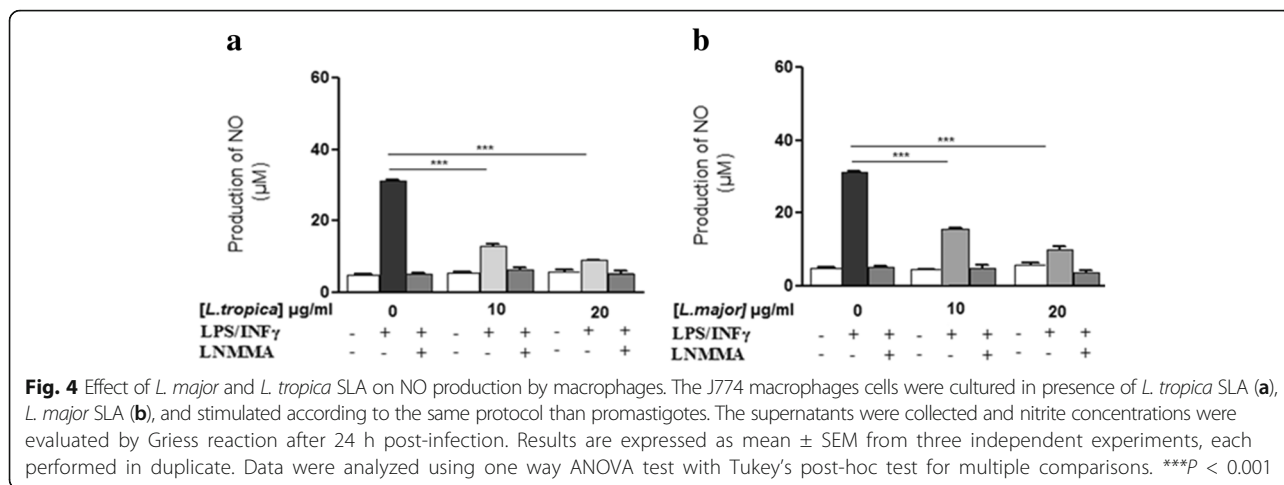 a
60
40
20
0
Production of NO
(µM)
***
***
[L.tropica] µg/ml 0 10 20
LPS/INFγ - + + - + + - + +
LNMMA - - + - - + - - +
b
60
40
20
0
Production of NO
(µM)
***
***
[L.major] µg/ml 0 10 20
LPS/INFγ - + + - + + - + +
LNMMA - - + - - + - - +
Fig. 4 Effect of L. major and L. tropica SLA on NO production by macrophages. The J774 macrophages cells were cultured in presence of L. tropica SLA (a),
L. major SLA (b), and stimulated according to the same protocol than promastigotes. The supernatants were collected and nitrite concentrations were
evaluated by Griess reaction after 24 h post-infection. Results are expressed as mean ± SEM from three independent experiments, each
performed in duplicate. Data were analyzed using one way ANOVA test with Tukey's post-hoc test for multiple comparisons. ***P < 0.001